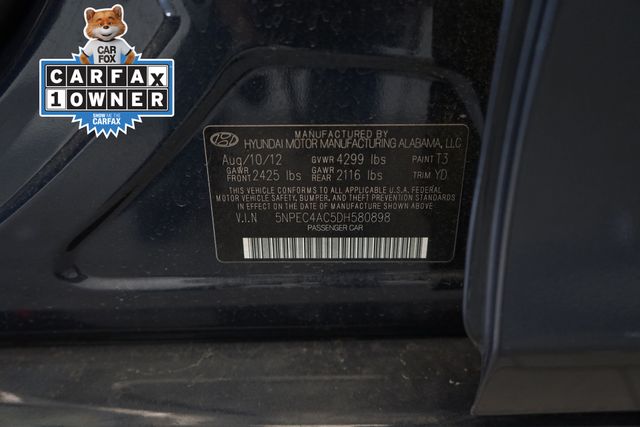 CAR
FOX
CARFAX
1 OWNER
SHOW ME THE
CARFAX
MANUFACTURED BY
HYUNDAI MOTOR MANUFACTURING ALABAMA, LLC
Aug/10/12 GVWR 4299 lbs PAINT T3
GAWR FRONT 2425 lbs GAWR REAR 2116 lbs TRIM YD
THIS VEHICLE CONFORMS TO ALL APPLICABLE U.S.A. FEDERAL
MOTOR VEHICLE SAFETY, BUMPER, AND THEFT PREVENTION STANDARDS
IN EFFECT ON THE DATE OF MANUFACTURE SHOWN ABOVE.
V.I.N 5NPEC4AC5DH580898
PASSENGER CAR